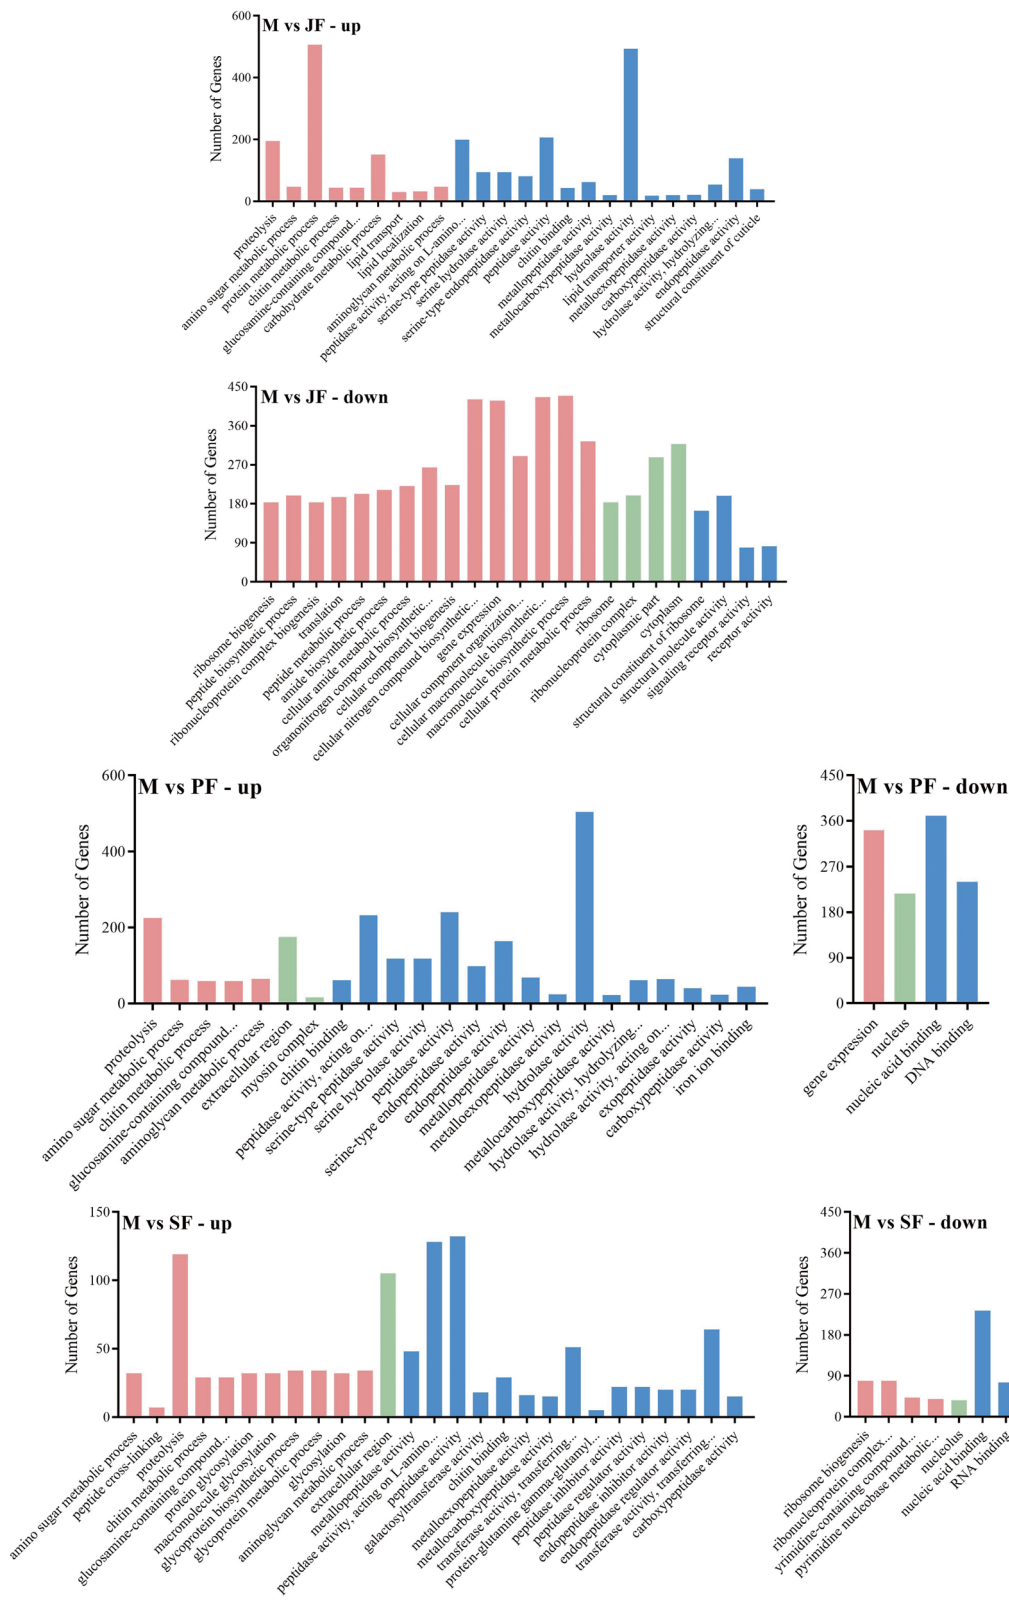 M vs JF - up
Number of Genes
600
400
200
0
proteolysis
amino sugar metabolic process
protein metabolic process
chitin metabolic process
glucosamine-containing compound...
carbohydrate metabolic process
lipid transport
lipid localization
aminoglycan metabolic process
peptidase activity, acting on L-amino...
serine-type peptidase activity
serine hydrolase activity
serine-type endopeptidase activity
peptidase activity
chitin binding
metallopeptidase activity
metallocarboxypeptidase activity
hydrolase activity
lipid transporter activity
metalloexopeptidase activity
carboxypeptidase activity
hydrolase activity, hydrolyzing...
endopeptidase activity
structural constituent of cuticle
M vs JF - down
Number of Genes
450
360
270
180
90
0
ribosome biogenesis
peptide biosynthetic process
ribonucleoprotein complex biogenesis
translation
peptide metabolic process
amide biosynthetic process
cellular amide metabolic process
organonitrogen compound biosynthetic...
cellular component biogenesis
cellular nitrogen compound biosynthetic...
gene expression
cellular component organization...
cellular macromolecule biosynthetic...
macromolecule biosynthetic process
cellular protein metabolic process
ribosome
ribonucleoprotein complex
cytoplasmic part
cytoplasm
structural constituent of ribosome
structural molecule activity
signaling receptor activity
receptor activity
M vs PF - up
Number of Genes
600
400
200
0
proteolysis
amino sugar metabolic process
chitin metabolic process
glucosamine-containing compound...
aminoglycan metabolic process
extracellular region
myosin complex
chitin binding
peptidase activity, acting on...
serine-type peptidase activity
serine hydrolase activity
peptidase activity
serine-type endopeptidase activity
endopeptidase activity
metallopeptidase activity
metalloexopeptidase activity
hydrolase activity
metallocarboxypeptidase activity
hydrolase activity, hydrolyzing...
hydrolase activity, acting on...
exopeptidase activity
carboxypeptidase activity
iron ion binding
M vs PF - down
Number of Genes
450
360
270
180
90
0
gene expression
nucleus
nucleic acid binding
DNA binding
M vs SF - up
Number of Genes
150
100
50
0
amino sugar metabolic process
peptide cross-linking
proteolysis
chitin metabolic process
glucosamine-containing compound...
protein glycosylation
macromolecule glycosylation
glycoprotein biosynthetic process
glycoprotein metabolic process
glycosylation
aminoglycan metabolic process
extracellular region
metallopeptidase activity
peptidase activity, acting on L-amino...
peptidase activity
galactosyltransferase activity
chitin binding
metalloexopeptidase activity
metallocarboxypeptidase activity
transferase activity, transferring...
protein-glutamine gamma-glutamyl...
peptidase inhibitor activity
peptidase regulator activity
endopeptidase inhibitor activity
endopeptidase regulator activity
transferase activity, transferring...
carboxypeptidase activity
M vs SF - down
Number of Genes
450
360
270
180
90
0
ribosome biogenesis
ribonucleoprotein complex...
yrimidine-containing compound...
pyrimidine nucleobase metabolic...
nucleolus
nucleic acid binding
RNA binding